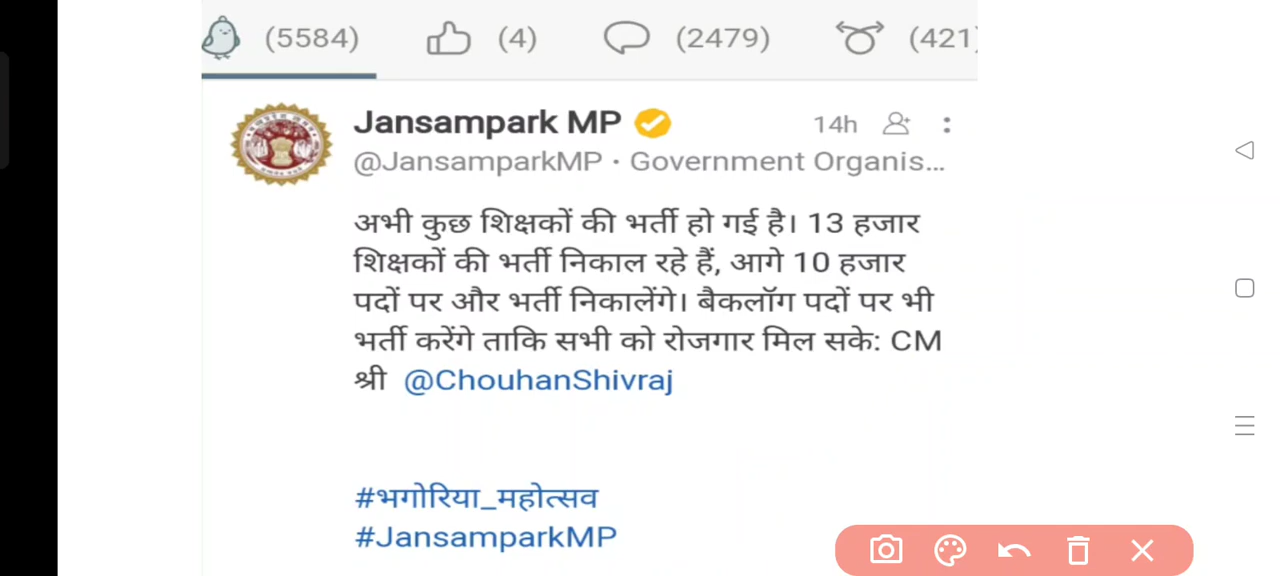 (5584) (4) (2479) (421)
Jansampark MP 14h
@JansamparkMP · Government Organis...
अभी कुछ शिक्षकों की भर्ती हो गई है। 13 हजार
शिक्षकों की भर्ती निकाल रहे हैं, आगे 10 हजार
पदों पर और भर्ती निकालेंगे। बैकलॉग पदों पर भी
भर्ती करेंगे ताकि सभी को रोजगार मिल सके: CM
श्री @ChouhanShivraj
#भगोरिया_महोत्सव
#JansamparkMP